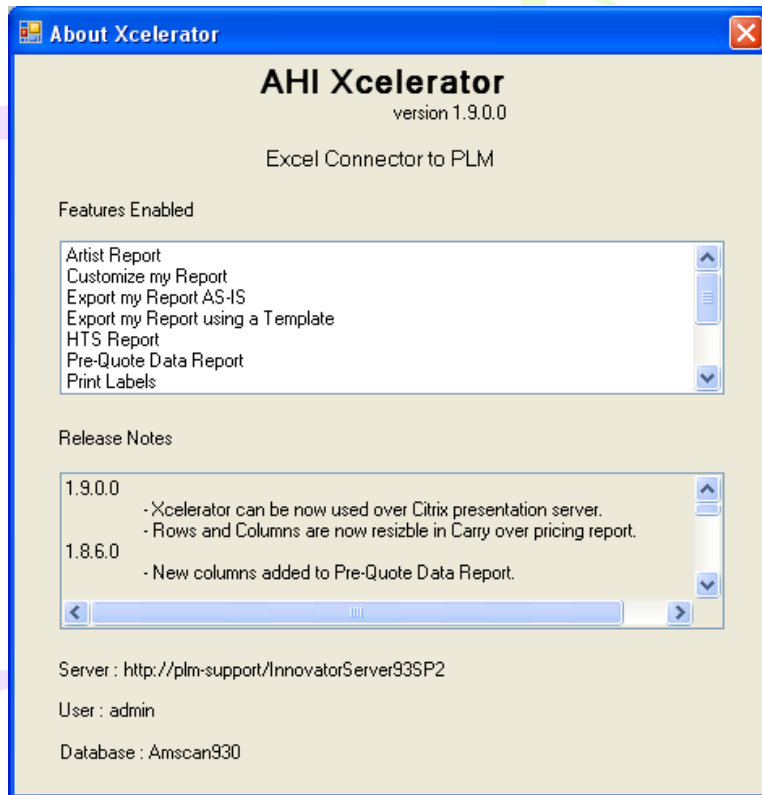 About Xcelerator
AHI Xcelerator
version 1.9.0.0
Excel Connector to PLM
Features Enabled
Artist Report
Customize my Report
Export my Report AS-IS
Export my Report using a Template
HTS Report
Pre-Quote Data Report
Print Labels
Release Notes
1.9.0.0
- Xcelerator can be now used over Citrix presentation server.
- Rows and Columns are now resizble in Carry over pricing report.
1.8.6.0
- New columns added to Pre-Quote Data Report.
Server : http://plm-support/InnovatorServer93SP2
User : admin
Database : Amscan930